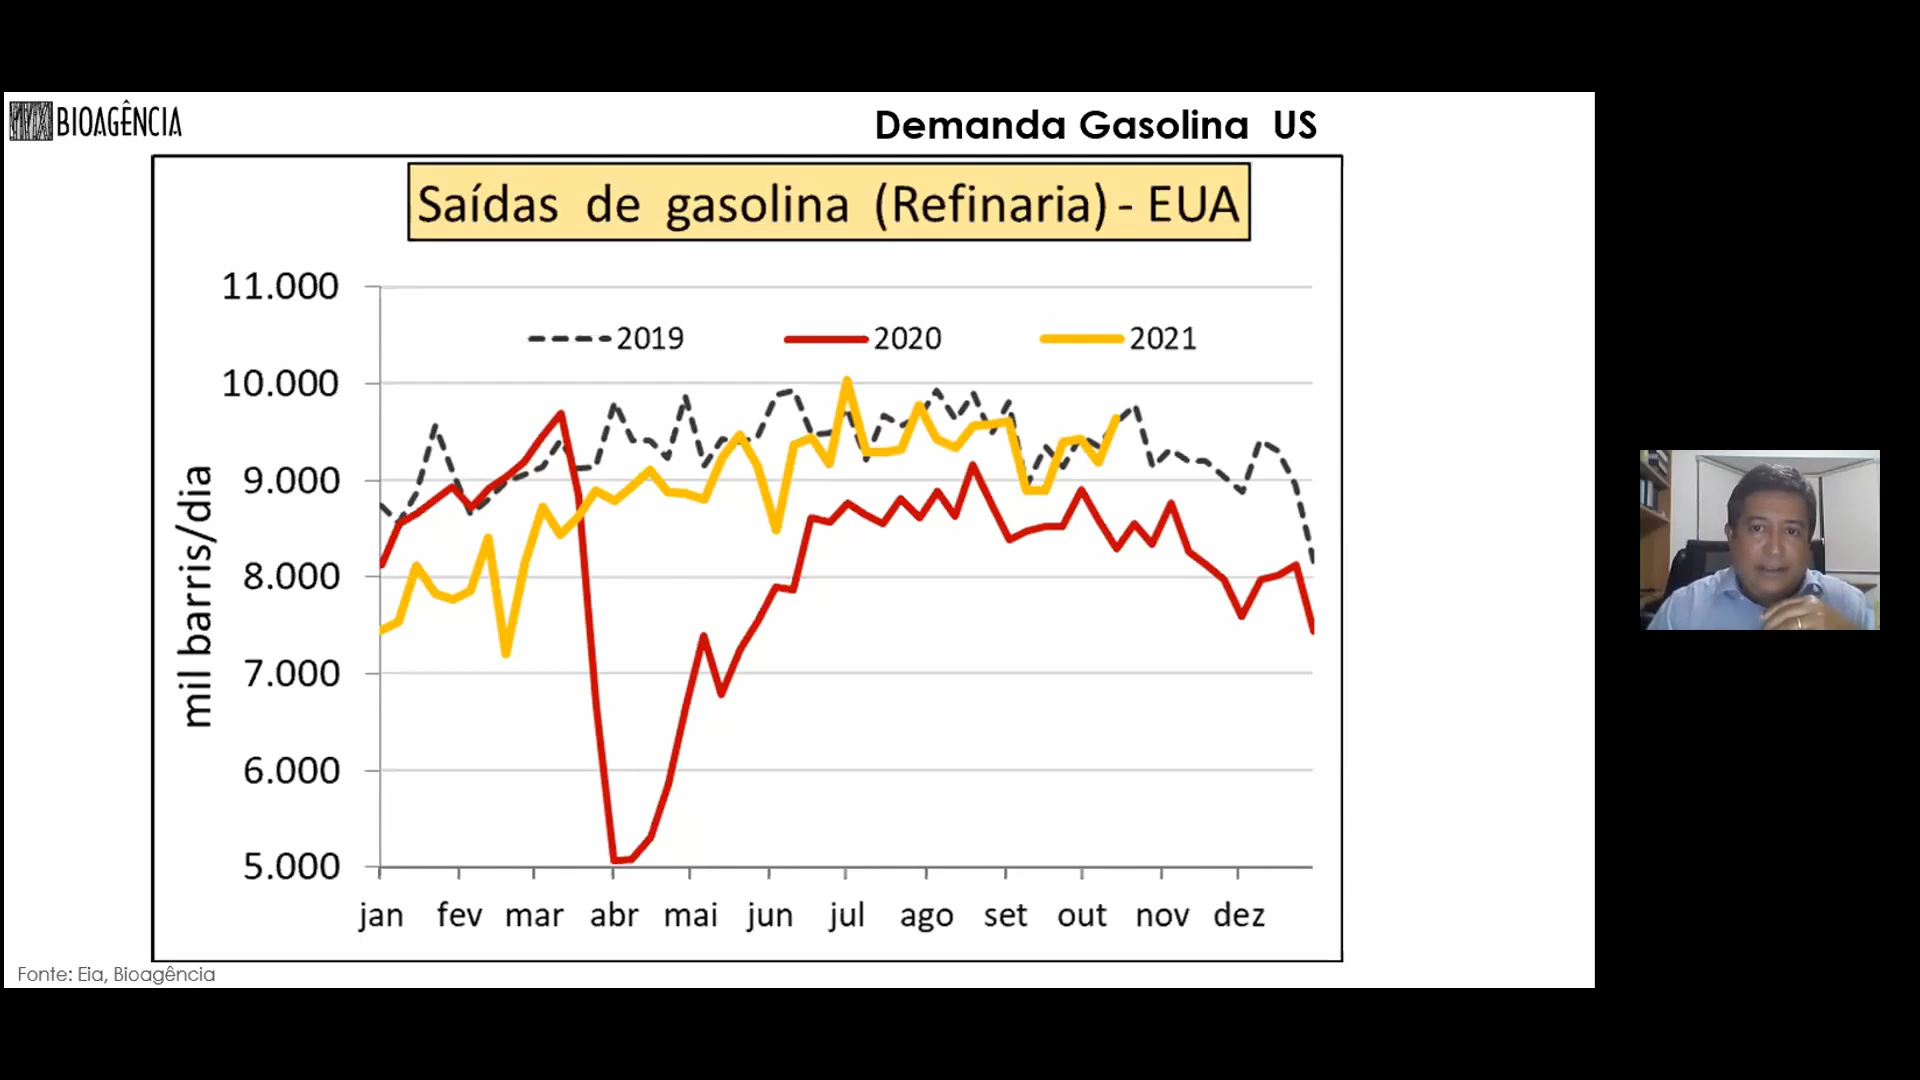 BIOAGÊNCIA
Demanda Gasolina US
Saídas de gasolina (Refinaria) - EUA
11.000
2019 2020 2021
10.000
9.000
8.000
7.000
6.000
5.000
mil barris/dia
jan fev mar abr mai jun jul ago set out nov dez
Fonte: Eia, Bioagência